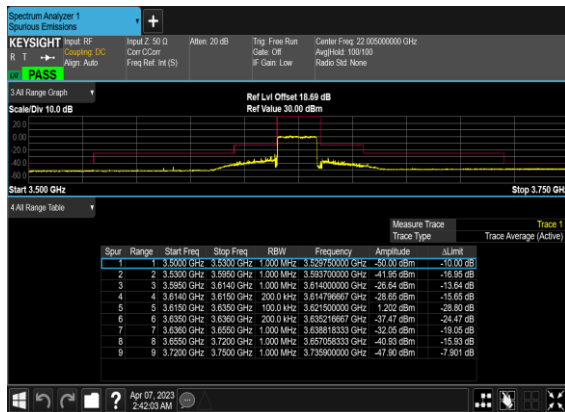 Spectrum Analyzer 1
Spurious Emissions
KEYSIGHT Input: RF Input Z: 50 Ω Atten: 20 dB Trig: Free Run Center Freq: 22.005000000 GHz
R T Coupling: DC Corr CCorr Gate: Off Avg|Hold: 100/100
Align: Auto Freq Ref: Int (S) IF Gain: Low Radio Std: None
PASS
3 All Range Graph
Ref Lvl Offset 18.69 dB
Scale/Div 10.0 dB Ref Value 30.00 dBm
20.0
0.00
-20.0
-40.0
-60.0
Start 3.500 GHz Stop 3.750 GH
4 All Range Table
Measure Trace Trace 1
Trace Type Trace Average (Active)
Spur Range Start Freq Stop Freq RBW Frequency Amplitude ΔLimit
1 1 3.5000 GHz 3.5300 GHz 1.000 MHz 3.529750000 GHz -50.00 dBm -10.00 dB
2 2 3.5300 GHz 3.5950 GHz 1.000 MHz 3.593700000 GHz -41.95 dBm -16.95 dB
3 3 3.5950 GHz 3.6140 GHz 1.000 MHz 3.614000000 GHz -26.64 dBm -13.64 dB
4 4 3.6140 GHz 3.6150 GHz 200.0 kHz 3.614796667 GHz -28.65 dBm -15.65 dB
5 5 3.6150 GHz 3.6350 GHz 100.0 kHz 3.621500000 GHz 1.202 dBm -28.80 dB
6 6 3.6350 GHz 3.6360 GHz 200.0 kHz 3.635216667 GHz -37.47 dBm -24.47 dB
7 7 3.6360 GHz 3.6550 GHz 1.000 MHz 3.638818333 GHz -32.05 dBm -19.05 dB
8 8 3.6550 GHz 3.7200 GHz 1.000 MHz 3.657058333 GHz -40.93 dBm -15.93 dB
9 9 3.7200 GHz 3.7500 GHz 1.000 MHz 3.735900000 GHz -47.90 dBm -7.901 dB
Apr 07, 2023
2:42:03 AM